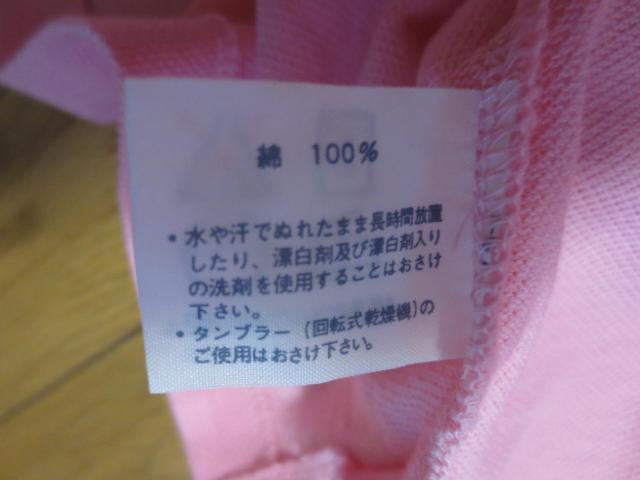 綿 100%
・水や汗でぬれたまま長時間放置
したり、漂白剤及び漂白剤入り
の洗剤を使用することはおさけ
下さい。
・タンブラー（回転式乾燥機）の
ご使用はおさけ下さい。